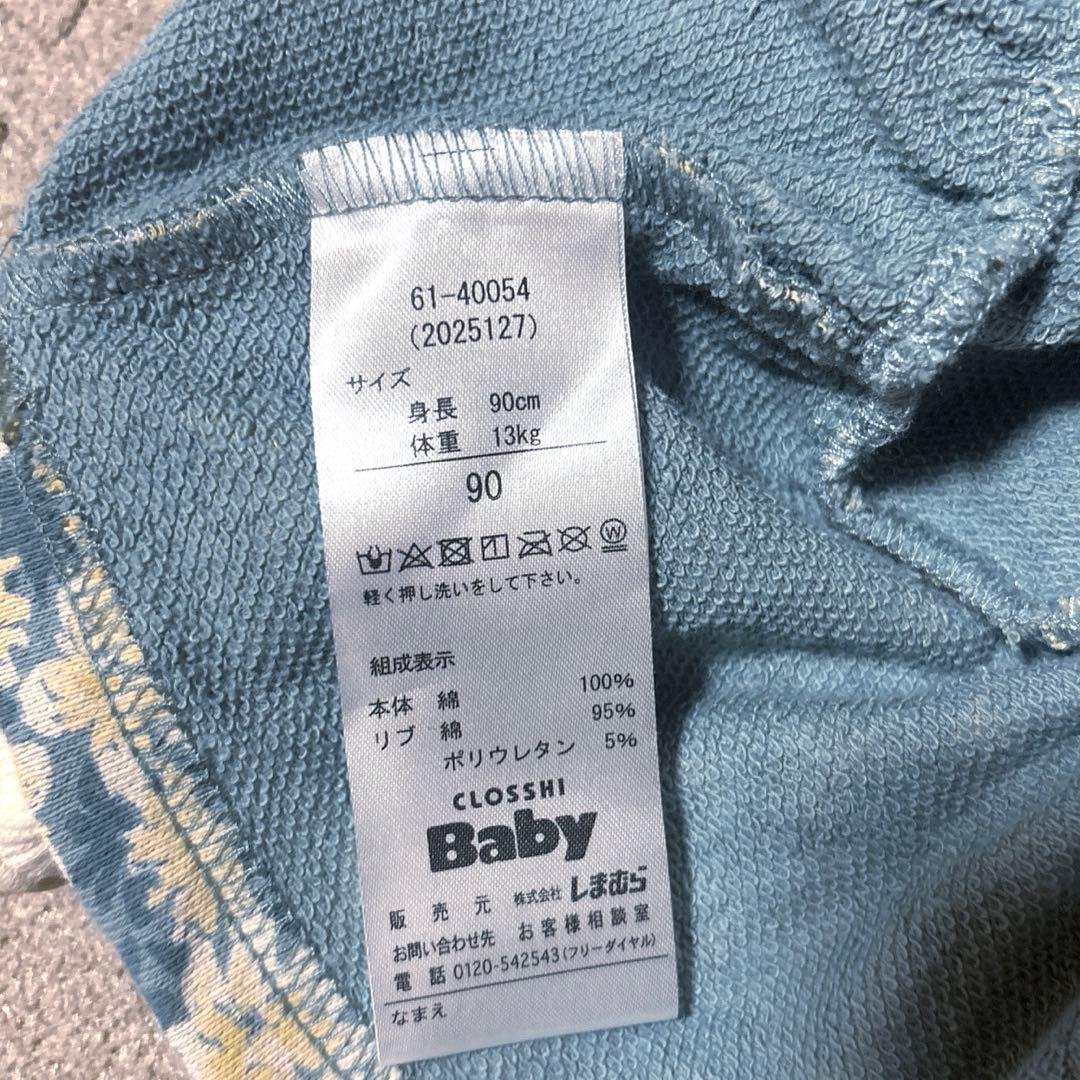 61-40054
(2025127)
サイズ
身長 90cm
体重 13kg
90
W
軽く押し洗いをして下さい。
組成表示
本体 綿 100%
リブ 綿 95%
ポリウレタン 5%
CLOSSHI
Baby
販売元 株式会社 しまむら
お問い合わせ先 お客様相談室
電話 0120-542543(フリーダイヤル)
なまえ